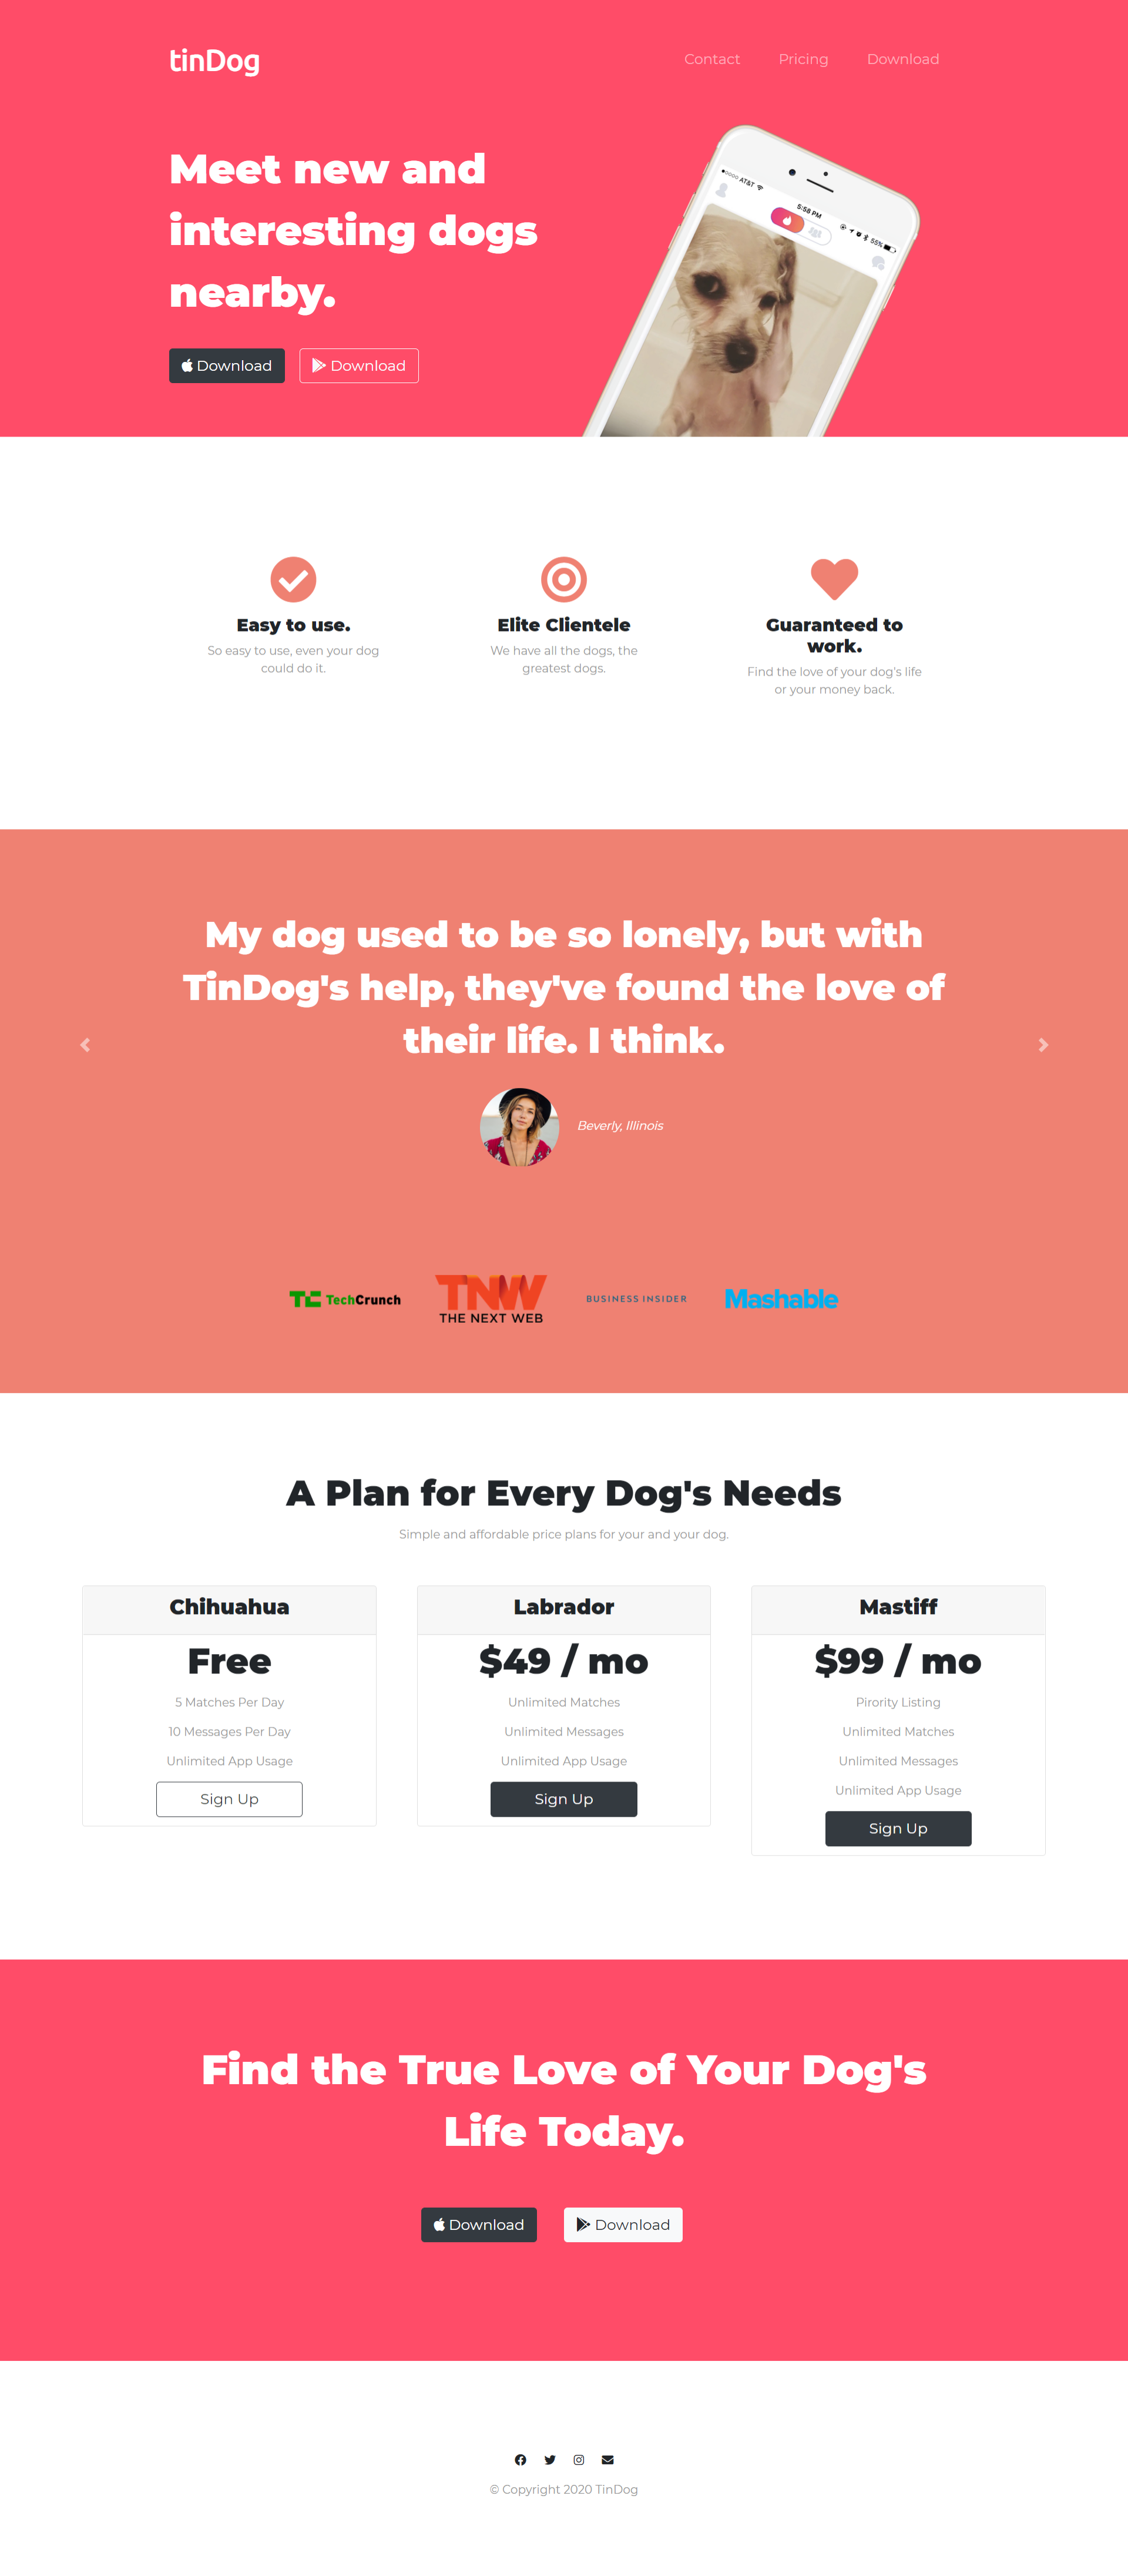 tinDog
Contact Pricing Download
Meet new and
interesting dogs
nearby.
Download Download
AT&T 5:58 PM 55%
Easy to use.
So easy to use, even your dog
could do it.
Elite Clientele
We have all the dogs, the
greatest dogs.
Guaranteed to
work.
Find the love of your dog's life
or your money back.
My dog used to be so lonely, but with
TinDog's help, they've found the love of
their life. I think.
Beverly, Illinois
TC TechCrunch
TNW
THE NEXT WEB
BUSINESS INSIDER
Mashable
A Plan for Every Dog's Needs
Simple and affordable price plans for your and your dog.
Chihuahua
Free
5 Matches Per Day
10 Messages Per Day
Unlimited App Usage
Sign Up
Labrador
$49 / mo
Unlimited Matches
Unlimited Messages
Unlimited App Usage
Sign Up
Mastiff
$99 / mo
Pirority Listing
Unlimited Matches
Unlimited Messages
Unlimited App Usage
Sign Up
Find the True Love of Your Dog's
Life Today.
Download Download
© Copyright 2020 TinDog